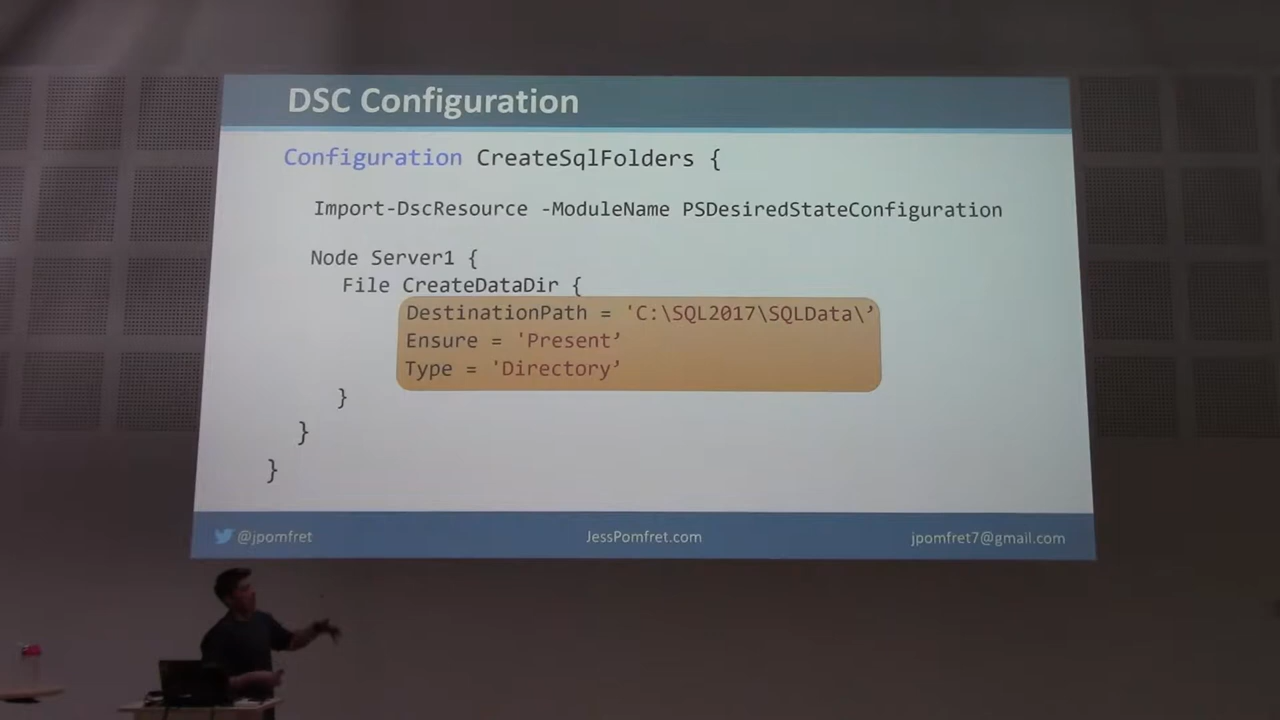 DSC Configuration
Configuration CreateSqlFolders {
Import-DscResource -ModuleName PSDesiredStateConfiguration
Node Server1 {
File CreateDataDir {
DestinationPath = 'C:\SQL2017\SQLData\’
Ensure = 'Present’
Type = 'Directory’
}
}
}
@jpomfret JessPomfret.com jpomfret7@gmail.com